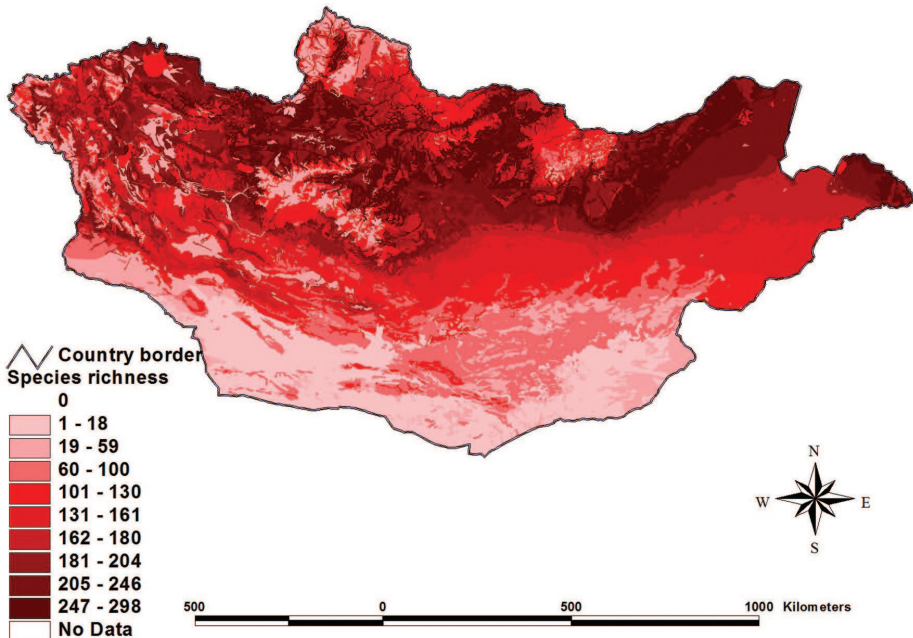 Country border
Species richness
0
1 - 18
19 - 59
60 - 100
101 - 130
131 - 161
162 - 180
181 - 204
205 - 246
247 - 298
No Data
N
W E
S
500 0 500 1000 Kilometers